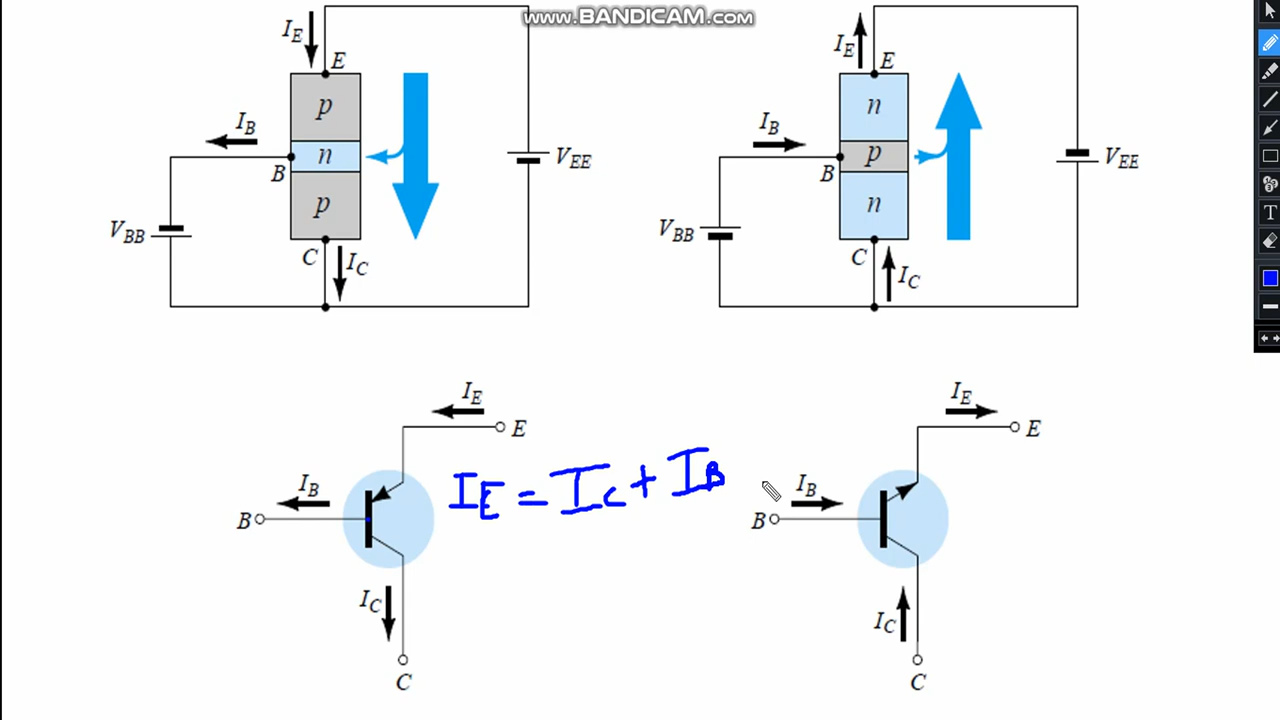 www.BANDICAM.com
I_E
E
p
I_B
n
B
V_EE
V_BB
p
C
I_C
I_E
E
n
I_B
p
B
V_EE
V_BB
n
C
I_C
I_E
E
I_B
B
I_C
C
I_E = I_C + I_B
I_E
E
I_B
B
I_C
C
T